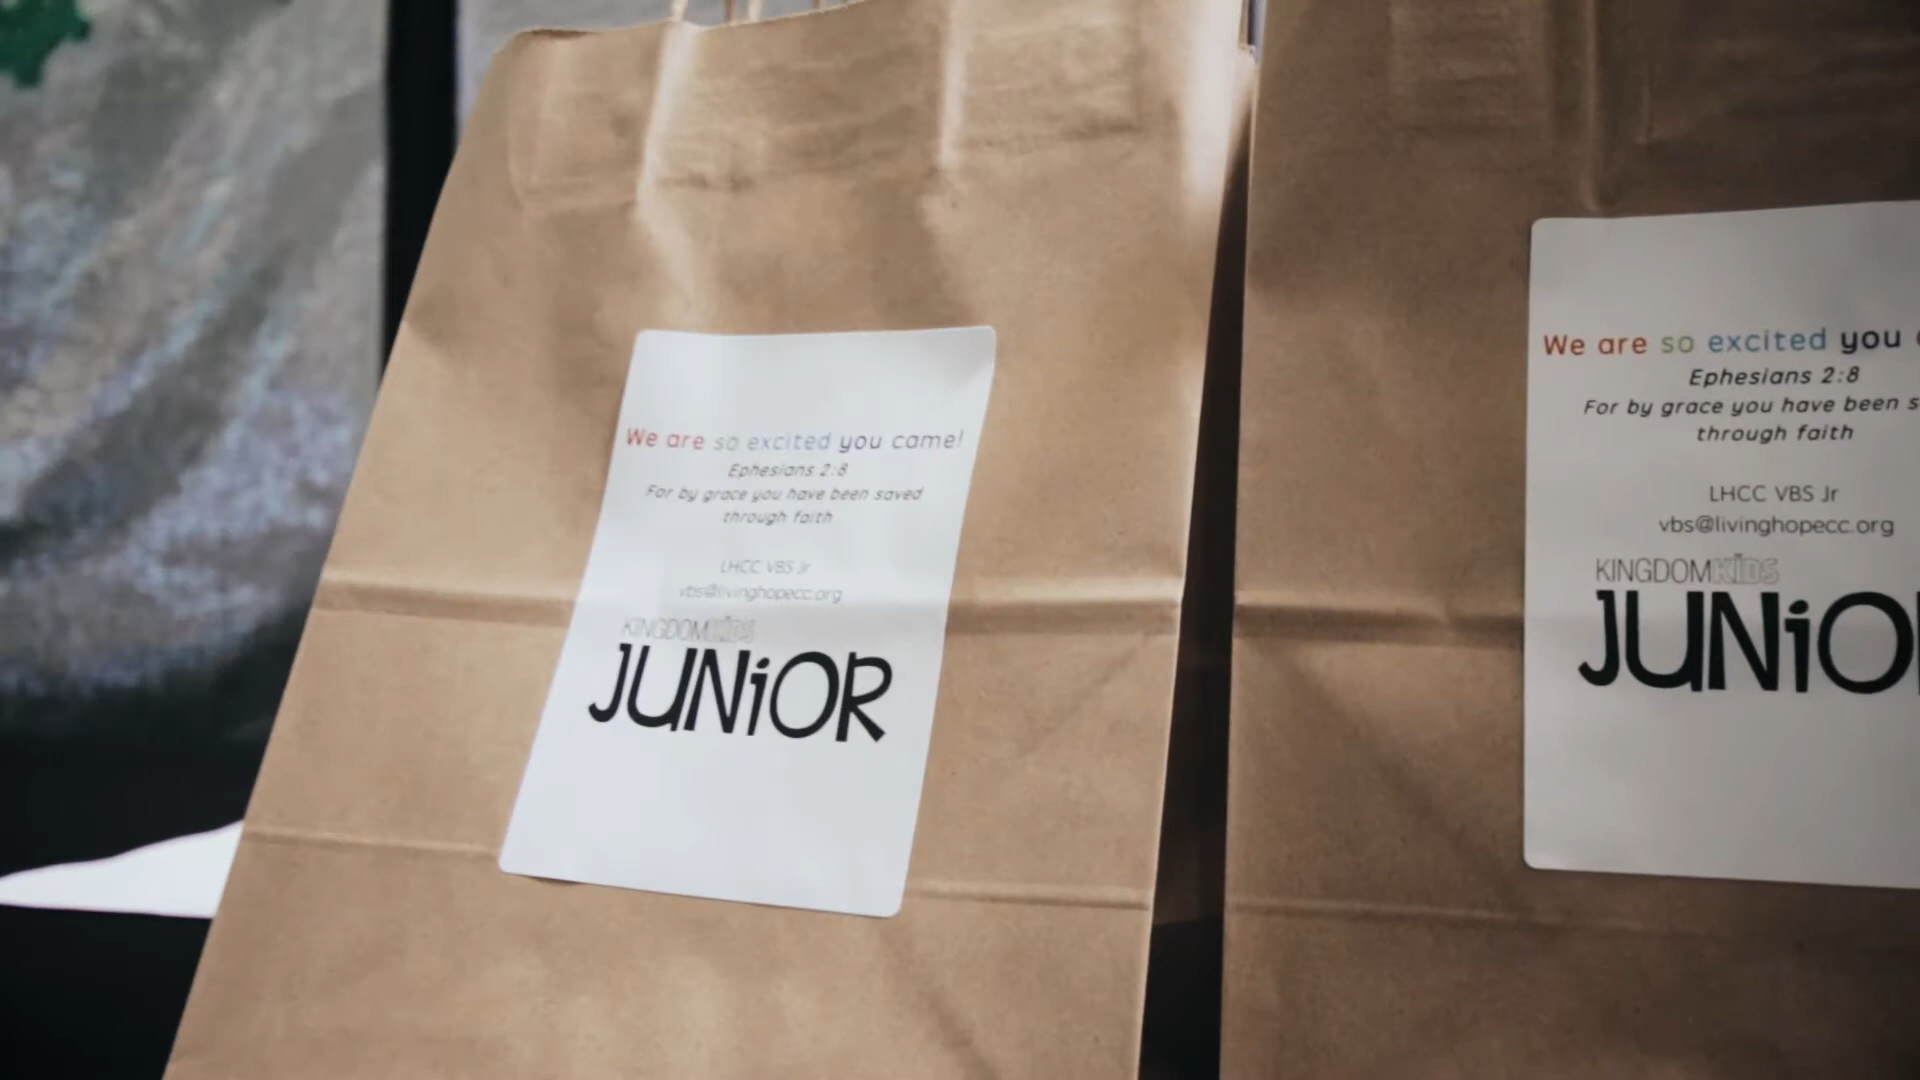 We are so excited you came!
Ephesians 2:8
For by grace you have been saved
through faith
LHCC VBS Jr
vbs@livinghopecc.org
KINGDOMKiDS
JUNiOR
We are so excited you
Ephesians 2:8
For by grace you have been s
through faith
LHCC VBS Jr
vbs@livinghopecc.org
KINGDOMKiDS
JUNiO